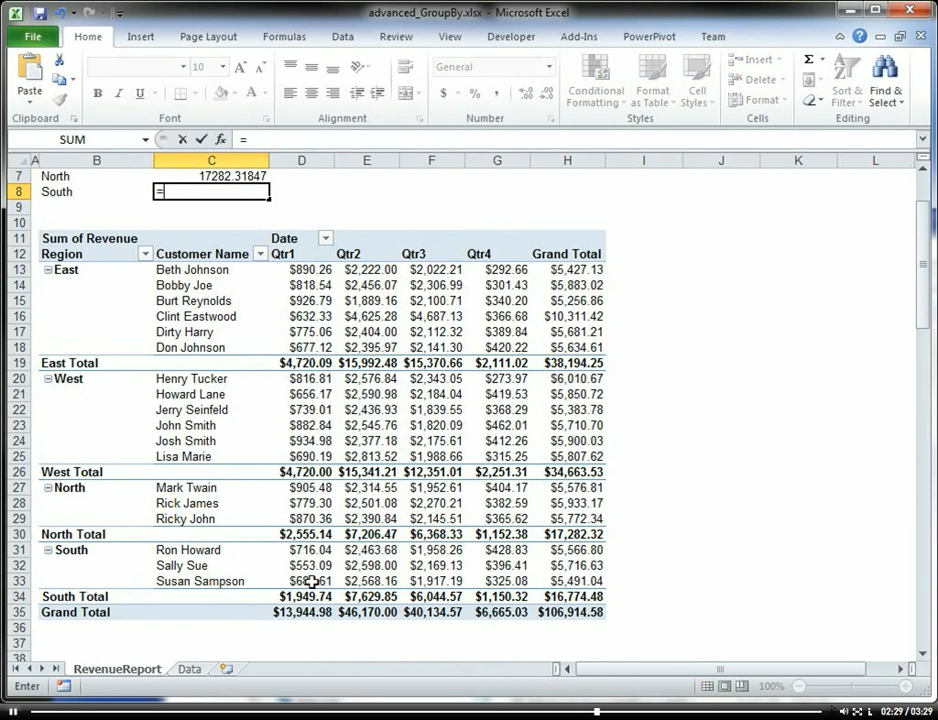 advanced_GroupBy.xlsx - Microsoft Excel
File Home Insert Page Layout Formulas Data Review View Developer Add-Ins PowerPivot Team
Paste
Clipboard
10
B I U
Font
Alignment
General
$ % ,
Number
Conditional Formatting
Format as Table
Cell Styles
Styles
Insert
Delete
Format
Cells
Σ
Sort & Filter
Find & Select
Editing
SUM fx =
A B C D E F G H I J K L
7 North 17282.31847
8 South =
9
10
11 Sum of Revenue Date
12 Region Customer Name Qtr1 Qtr2 Qtr3 Qtr4 Grand Total
13 East Beth Johnson $890.26 $2,222.00 $2,022.21 $292.66 $5,427.13
14 Bobby Joe $818.54 $2,456.07 $2,306.99 $301.43 $5,883.02
15 Burt Reynolds $926.79 $1,889.16 $2,100.71 $340.20 $5,256.86
16 Clint Eastwood $632.33 $4,625.28 $4,687.13 $366.68 $10,311.42
17 Dirty Harry $775.06 $2,404.00 $2,112.32 $389.84 $5,681.21
18 Don Johnson $677.12 $2,395.97 $2,141.30 $420.22 $5,634.61
19 East Total $4,720.09 $15,992.48 $15,370.66 $2,111.02 $38,194.25
20 West Henry Tucker $816.81 $2,576.84 $2,343.05 $273.97 $6,010.67
21 Howard Lane $656.17 $2,590.98 $2,184.04 $419.53 $5,850.72
22 Jerry Seinfeld $739.01 $2,436.93 $1,839.55 $368.29 $5,383.78
23 John Smith $882.84 $2,545.76 $1,820.09 $462.01 $5,710.70
24 Josh Smith $934.98 $2,377.18 $2,175.61 $412.26 $5,900.03
25 Lisa Marie $690.19 $2,813.52 $1,988.66 $315.25 $5,807.62
26 West Total $4,720.00 $15,341.21 $12,351.01 $2,251.31 $34,663.53
27 North Mark Twain $905.48 $2,314.55 $1,952.61 $404.17 $5,576.81
28 Rick James $779.30 $2,501.08 $2,270.21 $382.59 $5,933.17
29 Ricky John $870.36 $2,390.84 $2,145.51 $365.62 $5,772.34
30 North Total $2,555.14 $7,206.47 $6,368.33 $1,152.38 $17,282.32
31 South Ron Howard $716.04 $2,463.68 $1,958.26 $428.83 $5,566.80
32 Sally Sue $553.09 $2,598.00 $2,169.13 $396.41 $5,716.63
33 Susan Sampson $2,568.16 $1,917.19 $325.08 $5,491.04
34 South Total $1,949.74 $7,629.85 $6,044.57 $1,150.32 $16,774.48
35 Grand Total $13,944.98 $46,170.00 $40,134.57 $6,665.03 $106,914.58
36
37
38
RevenueReport Data
Enter 100%
02:29 / 03:29